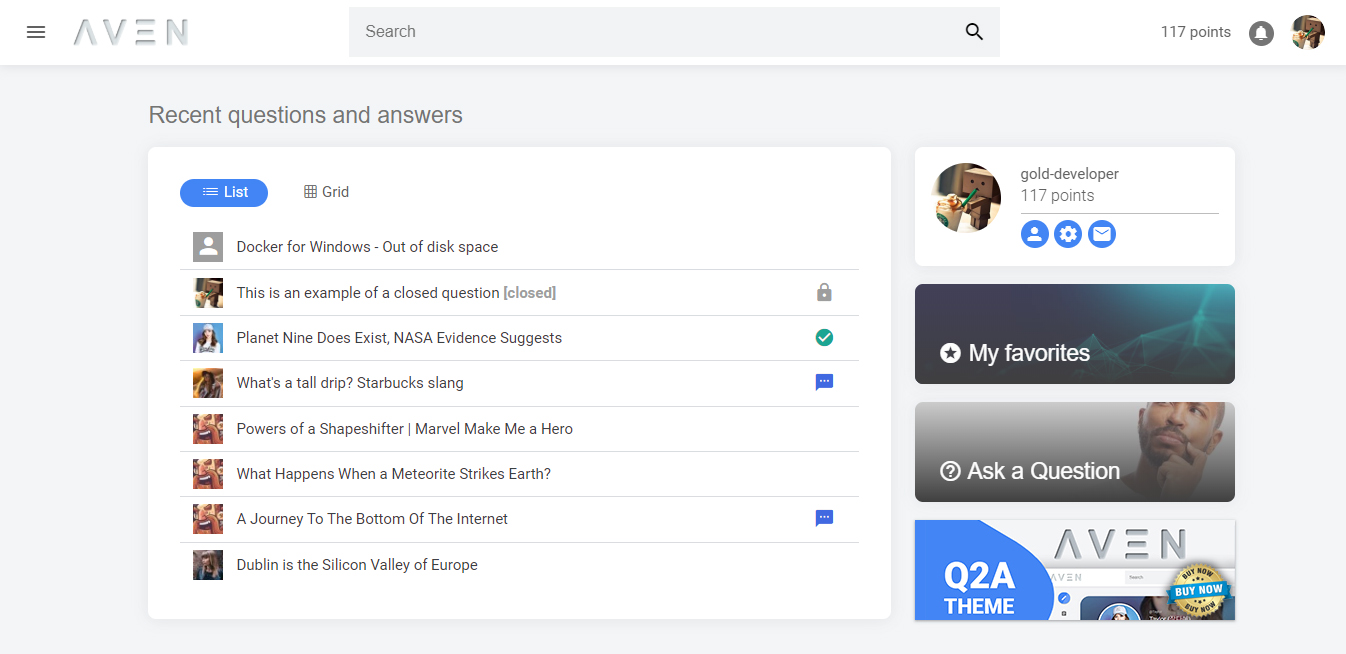 AVEN
Search
117 points
Recent questions and answers
List
Grid
Docker for Windows - Out of disk space
This is an example of a closed question [closed]
Planet Nine Does Exist, NASA Evidence Suggests
What's a tall drip? Starbucks slang
Powers of a Shapeshifter | Marvel Make Me a Hero
What Happens When a Meteorite Strikes Earth?
A Journey To The Bottom Of The Internet
Dublin is the Silicon Valley of Europe
gold-developer
117 points
My favorites
Ask a Question
AVEN
Q2A
THEME
AVEN
Search
BUY NOW
BUY NOW
BUY NOW